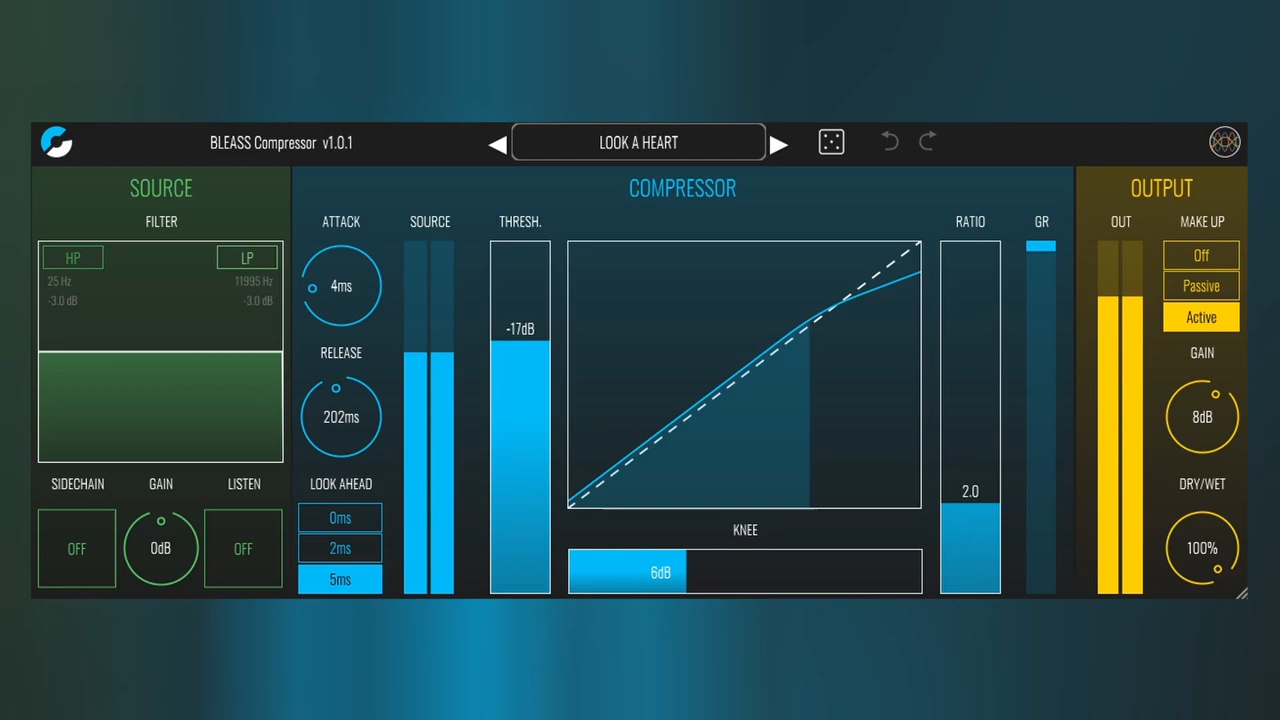 BLEASS Compressor v1.0.1
LOOK A HEART
SOURCE
FILTER
HP
LP
25 Hz
11995 Hz
-3.0 dB
-3.0 dB
SIDECHAIN
GAIN
LISTEN
OFF
0dB
OFF
COMPRESSOR
ATTACK
SOURCE
THRESH.
RATIO
GR
4ms
-17dB
RELEASE
202ms
LOOK AHEAD
0ms
2ms
5ms
2.0
KNEE
6dB
OUTPUT
OUT
MAKE UP
Off
Passive
Active
GAIN
8dB
DRY/WET
100%